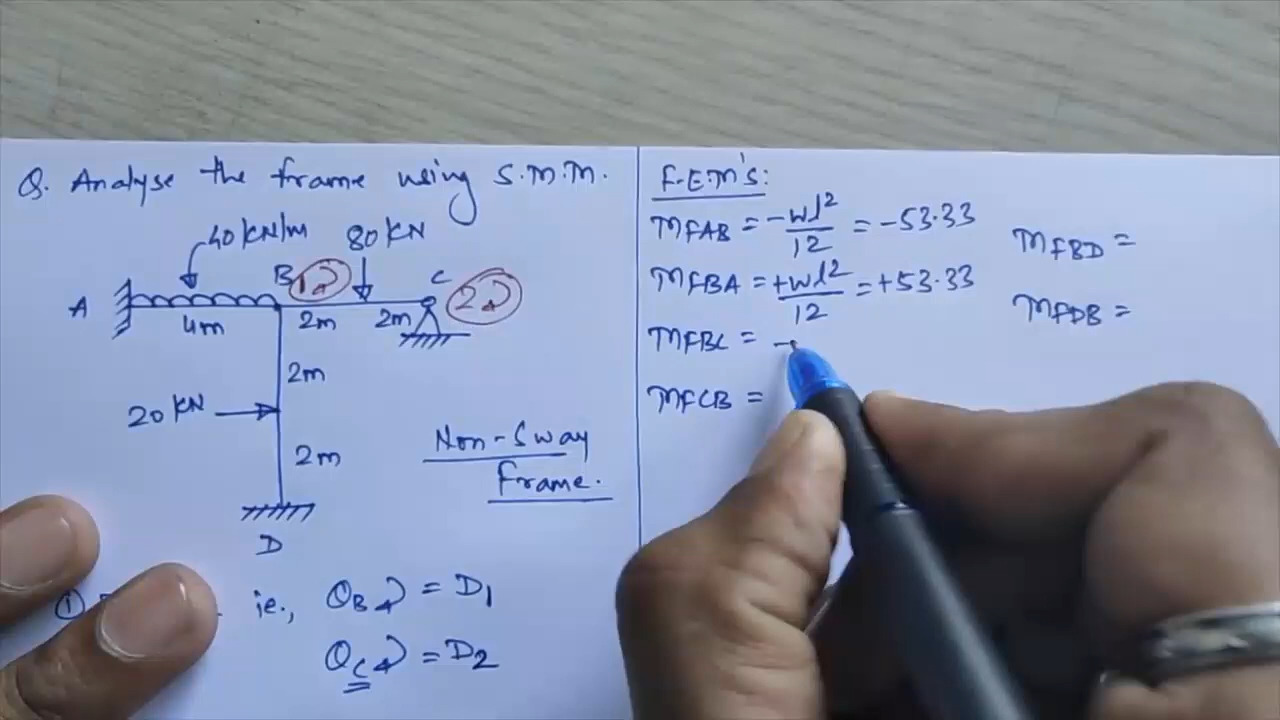 Q. Analyse the frame using S.M.M.
40 KN/m
80 KN
A
B
1
C
2
4m
2m
2m
2m
20 KN
2m
D
Non-Sway
Frame.
①
ie., θB = D1
θC = D2
F.E.M's:
MFAB = -wl²/12 = -53.33
MFBA = +wl²/12 = +53.33
MFBC = -
MFCB =
MFBD =
MFDB =